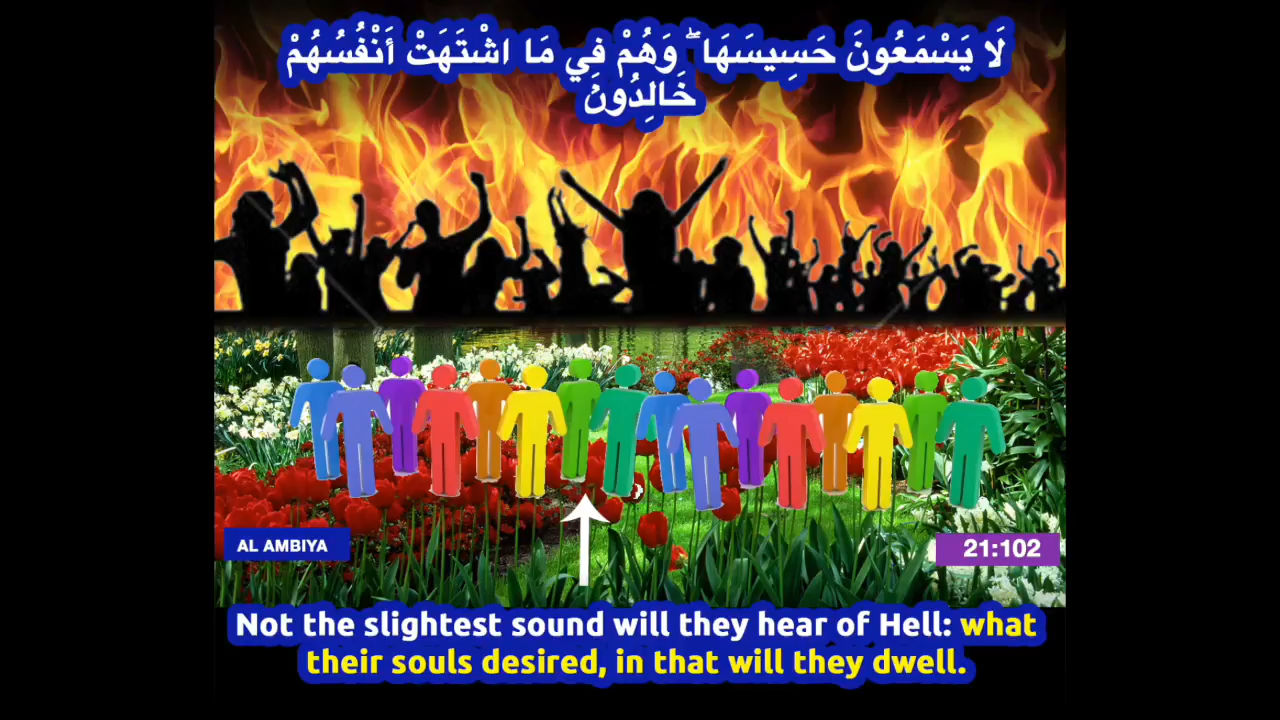 لَا يَسْمَعُونَ حَسِيسَهَا ۖ وَهُمْ فِي مَا اشْتَهَتْ أَنْفُسُهُمْ
خَالِدُونَ
AL AMBIYA
21:102
Not the slightest sound will they hear of Hell: what
their souls desired, in that will they dwell.